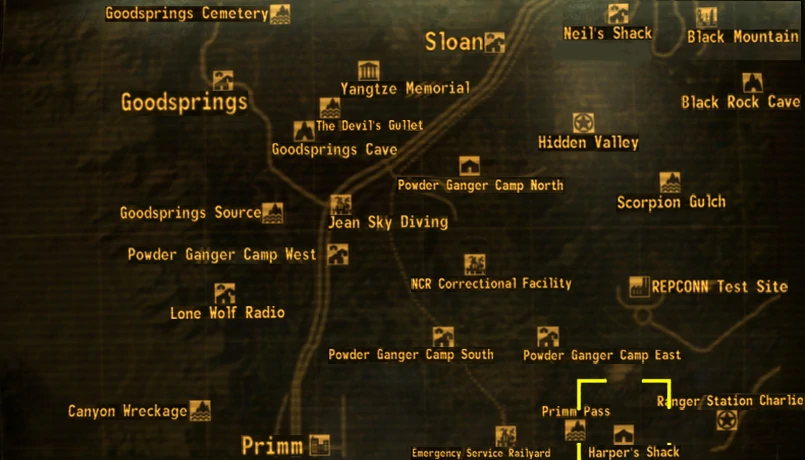 Goodsprings Cemetery
Sloan
Neil's Shack
Black Mountain
Yangtze Memorial
Goodsprings
Black Rock Cave
The Devil's Gullet
Goodsprings Cave
Hidden Valley
Powder Ganger Camp North
Scorpion Gulch
Goodsprings Source
Jean Sky Diving
Powder Ganger Camp West
NCR Correctional Facility
REPCONN Test Site
Lone Wolf Radio
Powder Ganger Camp South
Powder Ganger Camp East
Ranger Station Charlie
Canyon Wreckage
Primm Pass
Primm
Emergency Service Railyard
Harper's Shack